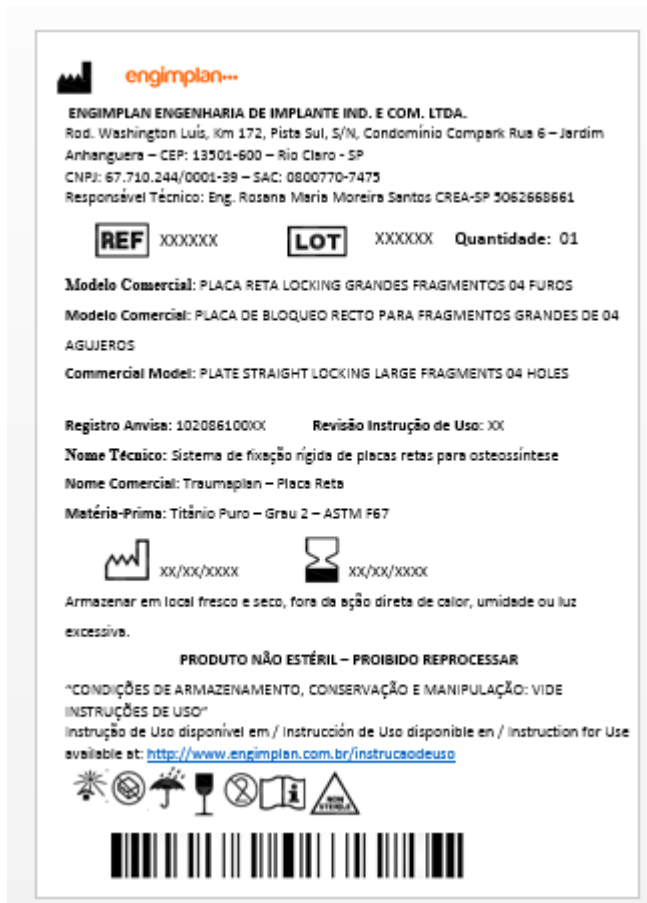 engimplan
ENGIMPLAN ENGENHARIA DE IMPLANTE IND. E COM. LTDA.
Rod. Washington Luís, Km 172, Pista Sul, S/N, Condomínio Compark Rua 6 – Jardim
Anhanguera – CEP: 13501-600 – Rio Claro - SP
CNPJ: 67.710.244/0001-39 – SAC: 0800770-7475
Responsável Técnico: Eng. Rosana Maria Moreira Santos CREA-SP 5062668661
REF XXXXXX LOT XXXXXX Quantidade: 01
Modelo Comercial: PLACA RETA LOCKING GRANDES FRAGMENTOS 04 FUROS
Modelo Comercial: PLACA DE BLOQUEO RECTO PARA FRAGMENTOS GRANDES DE 04
AGUJEROS
Commercial Model: PLATE STRAIGHT LOCKING LARGE FRAGMENTS 04 HOLES
Registro Anvisa: 102086100XX Revisão Instrução de Uso: XX
Nome Técnico: Sistema de fixação rígida de placas retas para osteossíntese
Nome Comercial: Traumaplan – Placa Reta
Matéria-Prima: Titânio Puro – Grau 2 – ASTM F67
xx/xx/xxxx xx/xx/xxxx
Armazenar em local fresco e seco, fora da ação direta de calor, umidade ou luz
excessiva.
PRODUTO NÃO ESTÉRIL – PROIBIDO REPROCESSAR
"CONDIÇÕES DE ARMAZENAMENTO, CONSERVAÇÃO E MANIPULAÇÃO: VIDE
INSTRUÇÕES DE USO"
Instrução de Uso disponível em / Instrucción de Uso disponible en / Instruction for Use
available at: http://www.engimplan.com.br/instrucaodeuso
2 i NON
STERILE